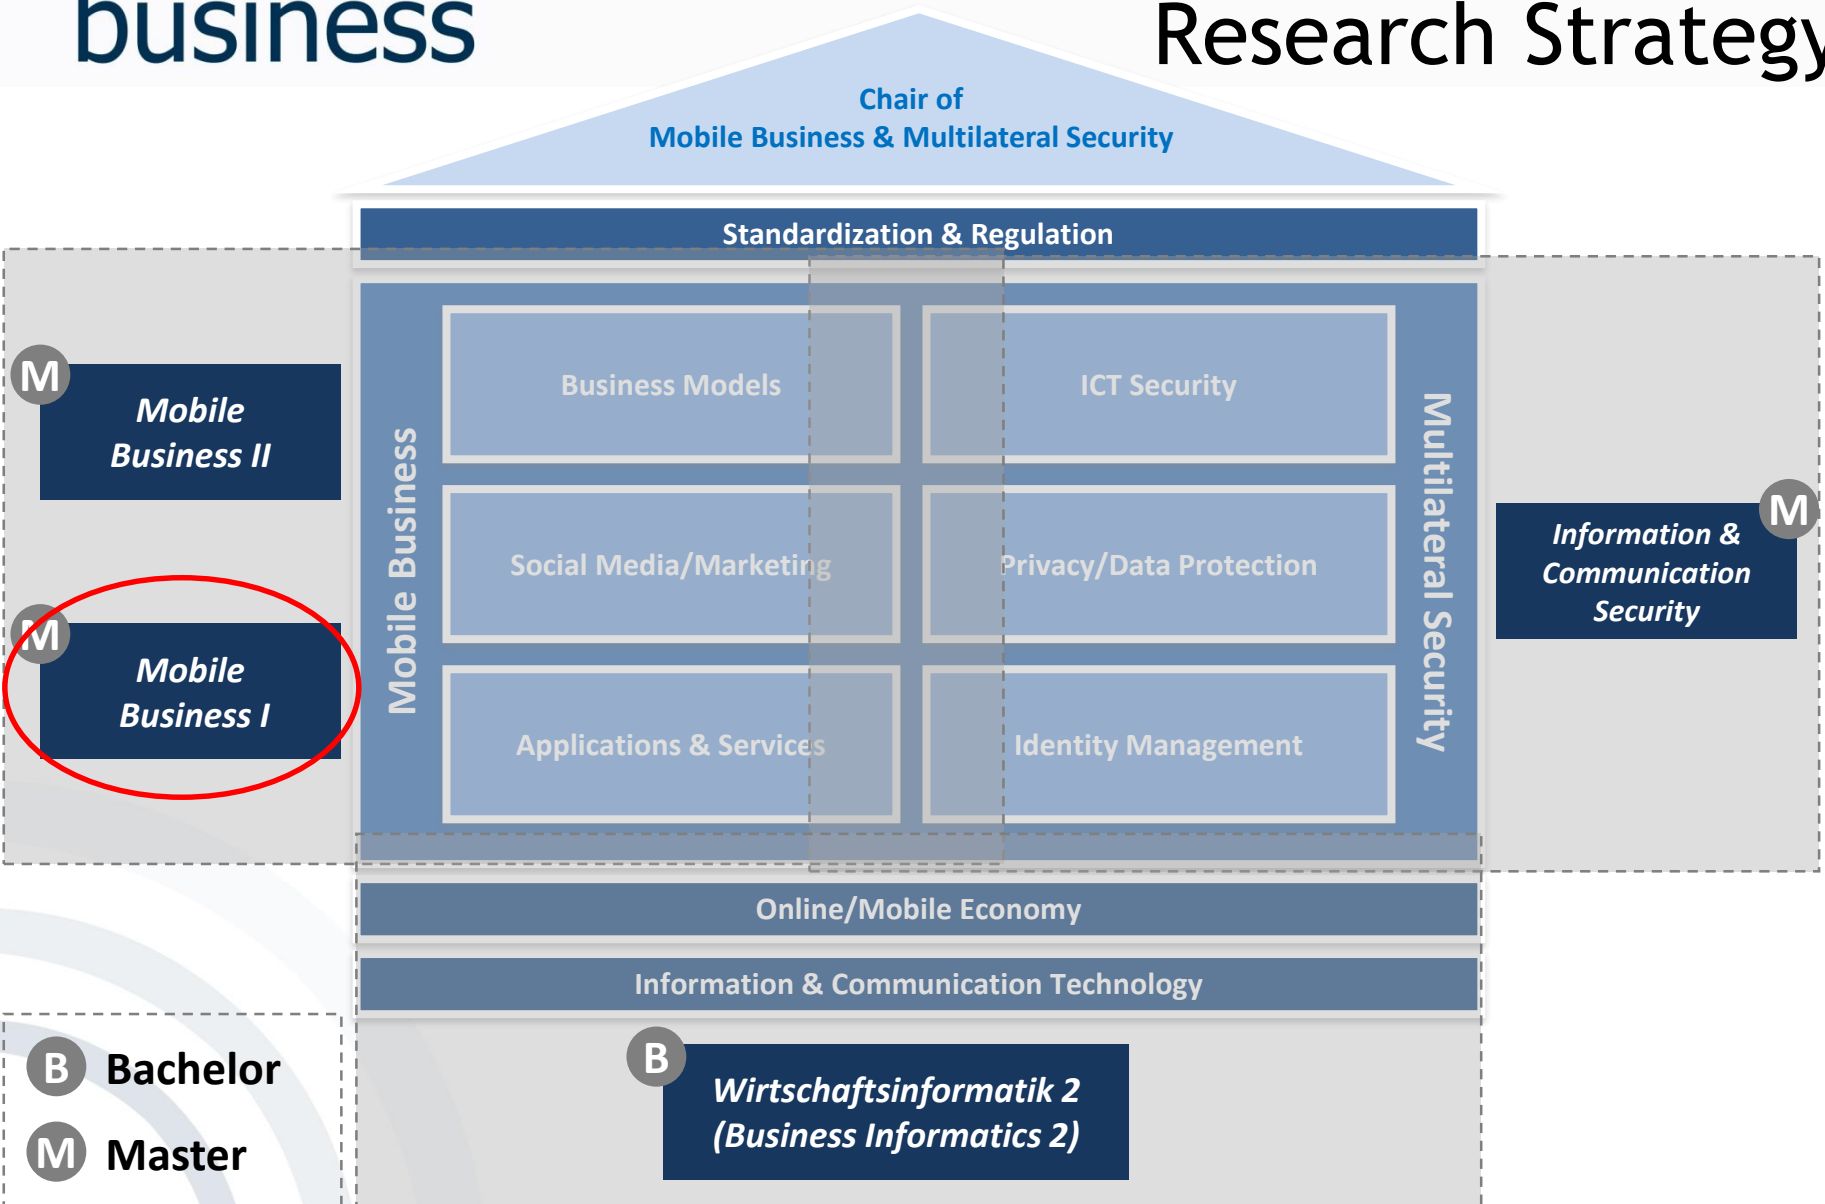 business
Research Strategy
Chair of
Mobile Business & Multilateral Security
Standardization & Regulation
M
Mobile
Business II
M
Mobile
Business I
Mobile Business
Business Models
ICT Security
Social Media/Marketing
Privacy/Data Protection
Applications & Services
Identity Management
Multilateral Security
M
Information &
Communication
Security
Online/Mobile Economy
Information & Communication Technology
B
Wirtschaftsinformatik 2
(Business Informatics 2)
B Bachelor
M Master